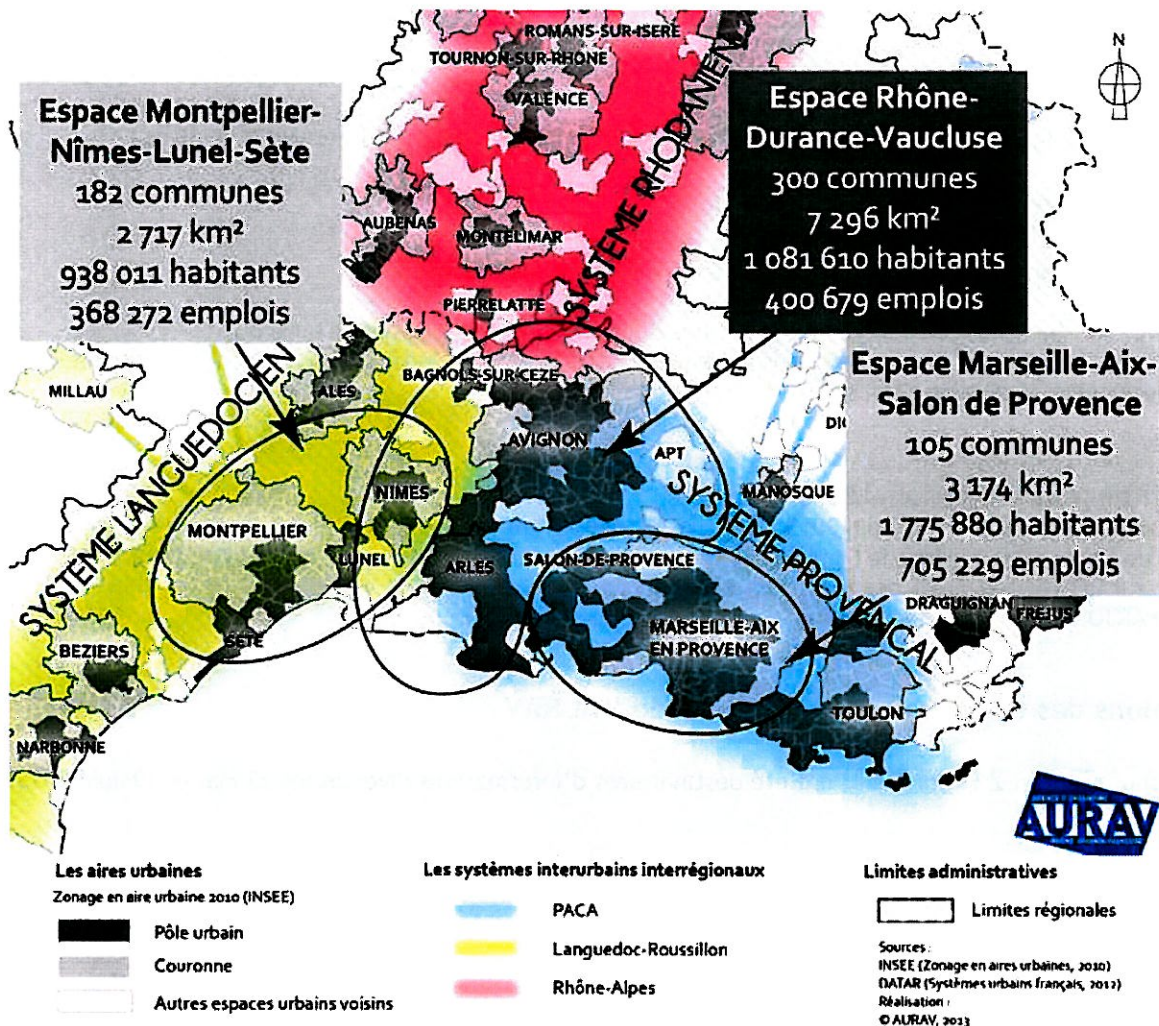 ROMANS-SUR-ISERE
TOURNON-SUR-RHONE
VALENCE
N
Espace Montpellier-
Nîmes-Lunel-Sète
182 communes
2 717 km²
938 011 habitants
368 272 emplois
Espace Rhône-
Durance-Vaucluse
300 communes
7 296 km²
1 081 610 habitants
400 679 emplois
SYSTEME RHODANIEN
AUBENAS
MONTELIMAR
PIERRELATTE
Espace Marseille-Aix-
Salon de Provence
105 communes
3 174 km²
1 775 880 habitants
705 229 emplois
MILLAU
ALES
BAGNOLS-SUR-CEZE
AVIGNON
APT
DIG
MANOSQUE
SYSTEME LANGUEDOCIEN
SYSTEME PROVENCAL
NIMES
MONTPELLIER
LUNEL
ARLES
SALON-DE-PROVENCE
DRAGUIGNAN
FREJUS
SETE
BEZIERS
MARSEILLE-AIX
EN PROVENCE
TOULON
NARBONNE
AURAV
Les aires urbaines
Zonage en aire urbaine 2010 (INSEE)
Pôle urbain
Couronne
Autres espaces urbains voisins
Les systèmes interurbains interrégionaux
PACA
Languedoc-Roussillon
Rhône-Alpes
Limites administratives
Limites régionales
Sources :
INSEE (Zonage en aires urbaines, 2010)
DATAR (Systèmes urbains français, 2012)
Réalisation :
© AURAV, 2013